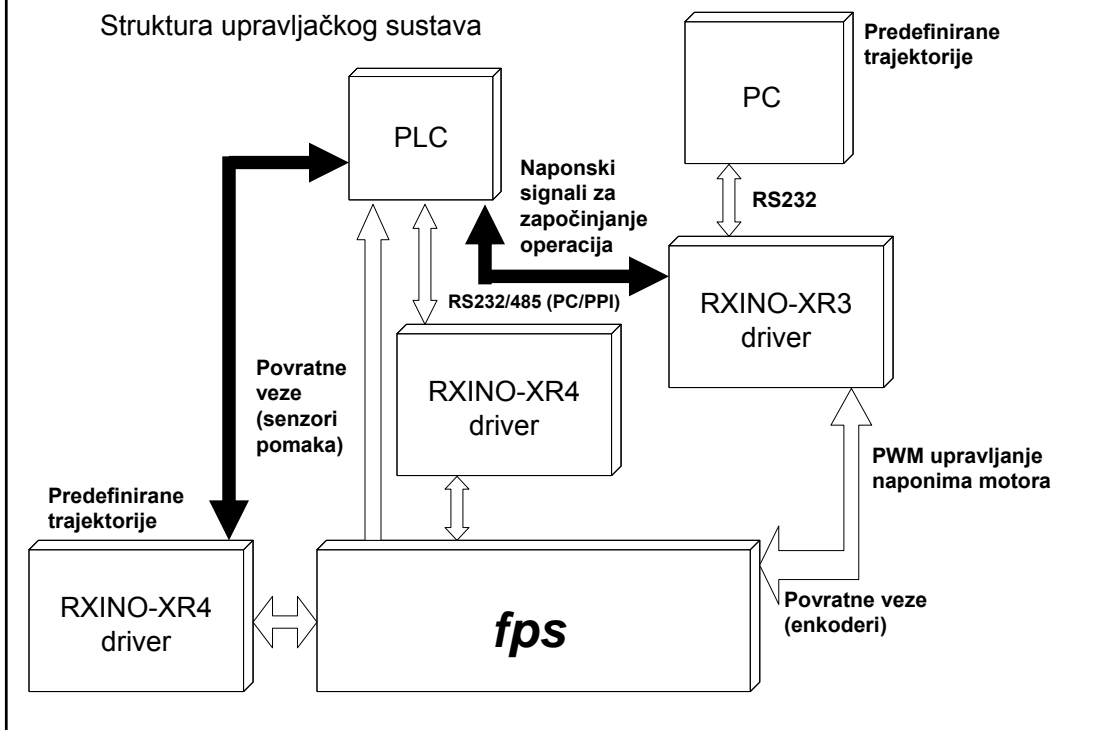 Struktura upravljačkog sustava
Predefinirane
trajektorije
PC
PLC
Naponski
signali za
započinjanje
operacija
RS232
RS232/485 (PC/PPI)
RXINO-XR3
driver
Povratne
veze
(senzori
pomaka)
RXINO-XR4
driver
PWM upravljanje
naponima motora
Predefinirane
trajektorije
RXINO-XR4
driver
fps
Povratne veze
(enkoderi)